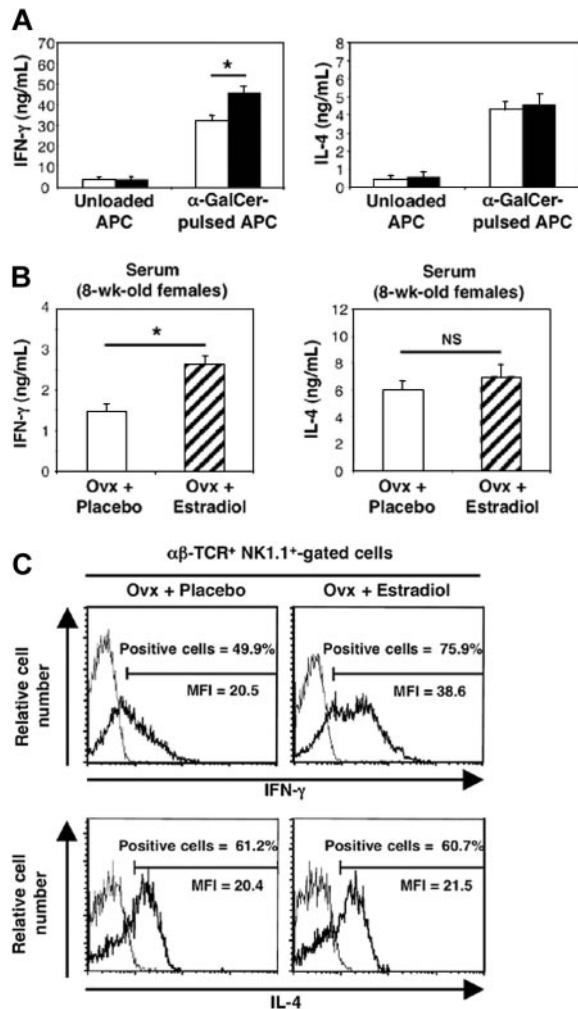 A
IFN-γ (ng/mL)
70
60
50
40
30
20
10
0
*
Unloaded APC
α-GalCer-pulsed APC
IL-4 (ng/mL)
8
7
6
5
4
3
2
1
0
Unloaded APC
α-GalCer-pulsed APC
B
Serum
(8-wk-old females)
IFN-γ (ng/mL)
4
3
2
1
0
*
Ovx + Placebo
Ovx + Estradiol
Serum
(8-wk-old females)
IL-4 (ng/mL)
12
10
8
6
4
2
0
NS
Ovx + Placebo
Ovx + Estradiol
C
αβ-TCR⁺ NK1.1⁺-gated cells
Ovx + Placebo
Ovx + Estradiol
Relative cell number
Positive cells = 49.9%
MFI = 20.5
Positive cells = 75.9%
MFI = 38.6
IFN-γ
Relative cell number
Positive cells = 61.2%
MFI = 20.4
Positive cells = 60.7%
MFI = 21.5
IL-4